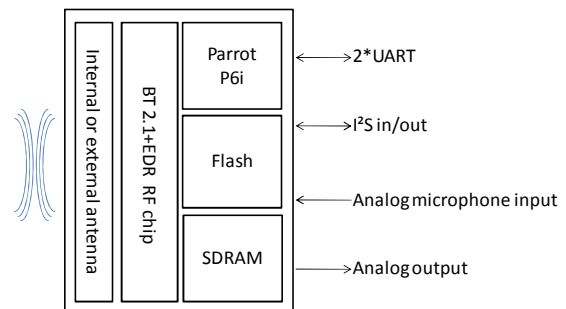 Internal or external antenna
BT 2.1+EDR RF chip
Parrot
P6i
Flash
SDRAM
2*UART
I²S in/out
Analog microphone input
Analog output